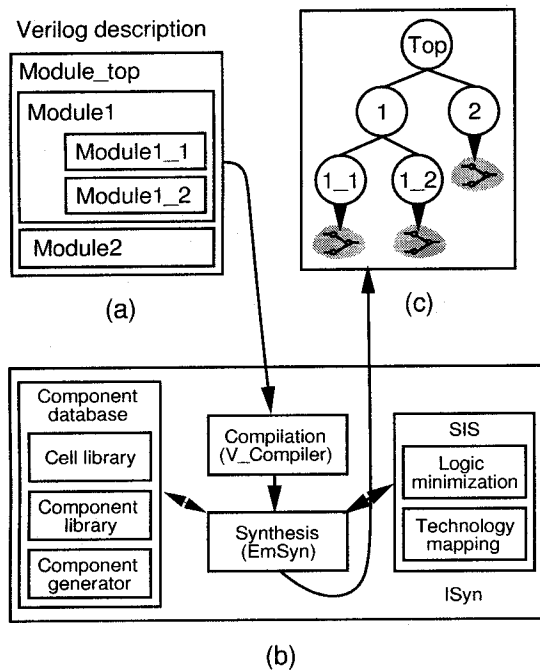 Verilog description
Module_top
Module1
Module1_1
Module1_2
Module2
(a)
Top
1
2
1_1
1_2
(c)
Component
database
Cell library
Component
library
Component
generator
Compilation
(V_Compiler)
Synthesis
(EmSyn)
SIS
Logic
minimization
Technology
mapping
ISyn
(b)